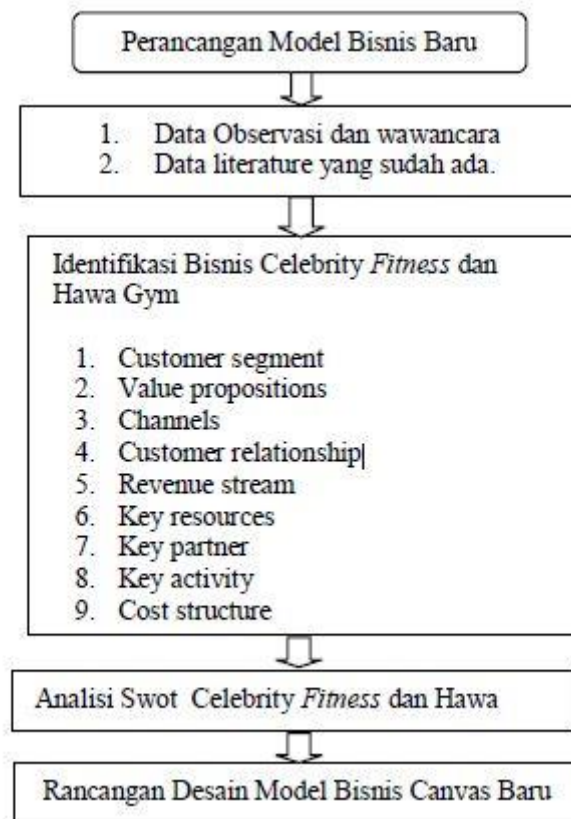 Perancangan Model Bisnis Baru
1. Data Observasi dan wawancara
2. Data literature yang sudah ada.
Identifikasi Bisnis Celebrity Fitness dan
Hawa Gym
1. Customer segment
2. Value propositions
3. Channels
4. Customer relationship
5. Revenue stream
6. Key resources
7. Key partner
8. Key activity
9. Cost structure
Analisi Swot Celebrity Fitness dan Hawa
Rancangan Desain Model Bisnis Canvas Baru